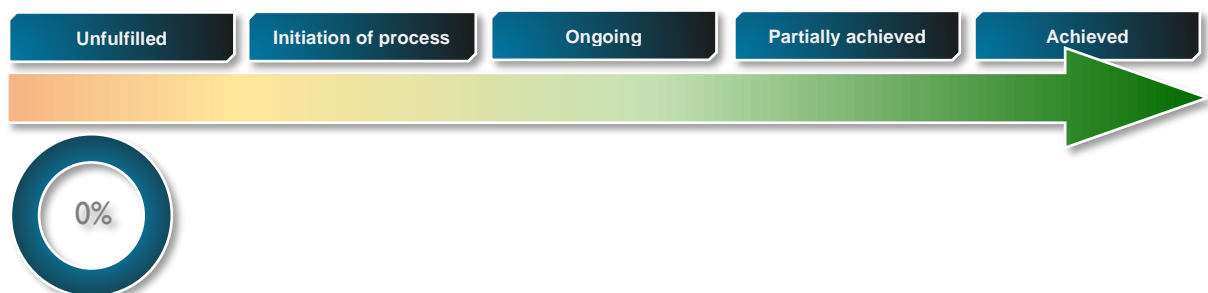 Unfulfilled
Initiation of process
Ongoing
Partially achieved
Achieved
0%